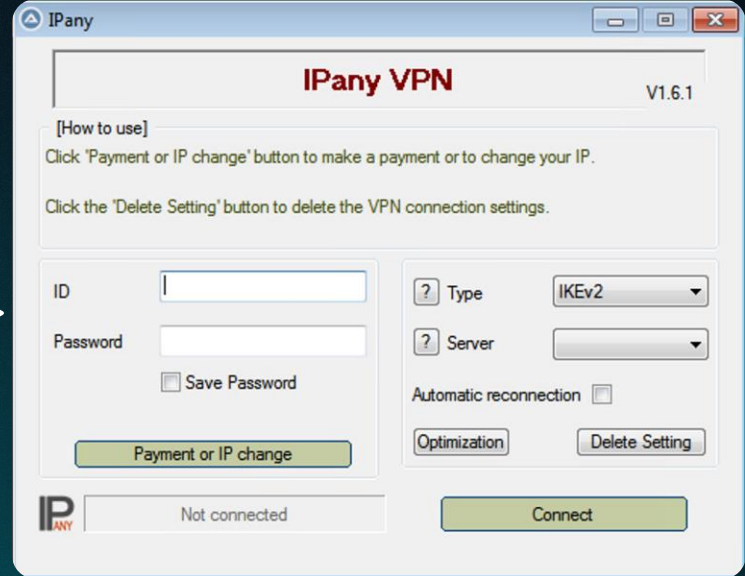 IPany
IPany VPN
V1.6.1
[How to use]
Click 'Payment or IP change' button to make a payment or to change your IP.
Click the 'Delete Setting' button to delete the VPN connection settings.
ID
Password
Save Password
Payment or IP change
? Type IKEv2
? Server
Automatic reconnection
Optimization Delete Setting
IP ANY
Not connected
Connect